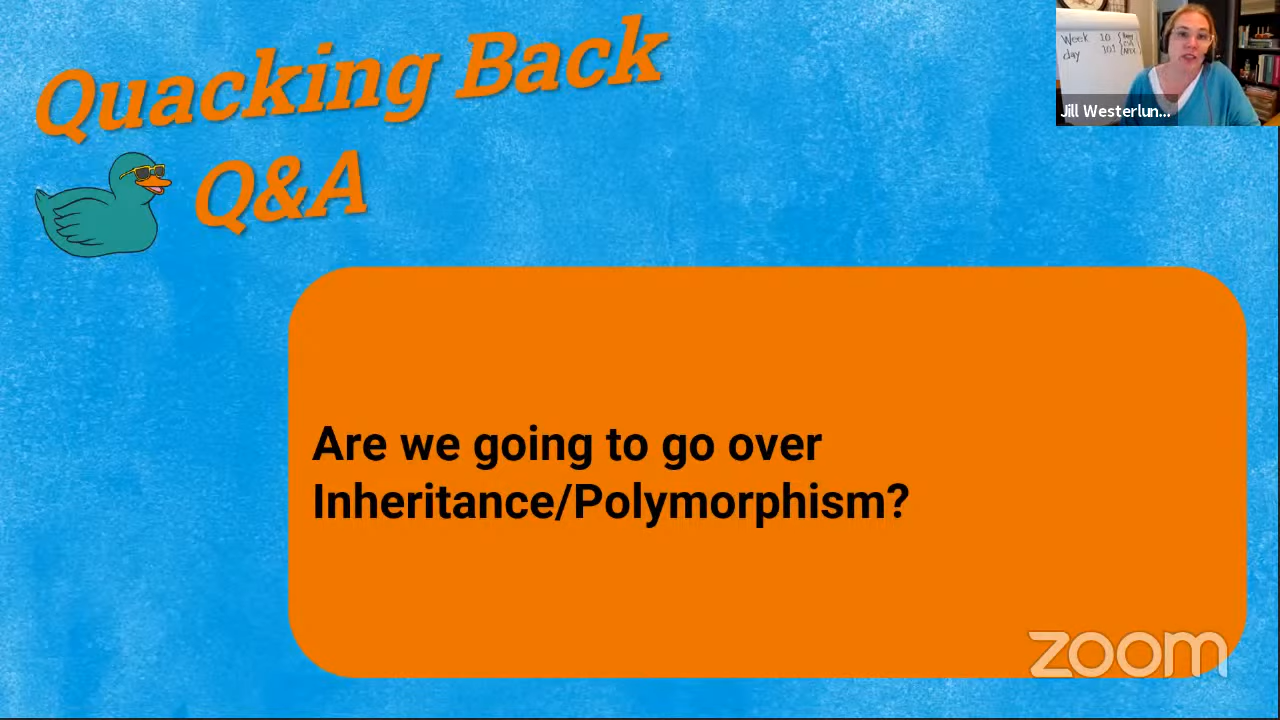 Quacking Back
Q&A
Week 10
day 101
Jill Westerlun...
Are we going to go over
Inheritance/Polymorphism?
zoom